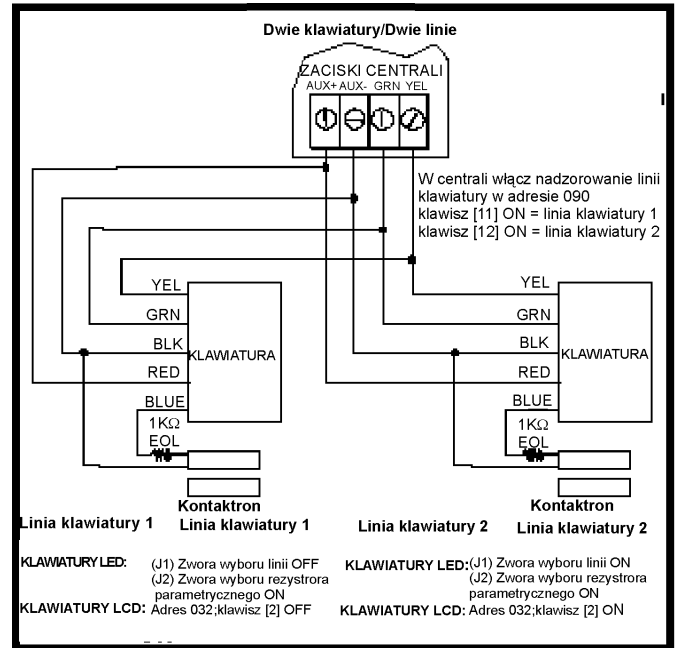 Dwie klawiatury/Dwie linie
ZACISKI CENTRALI
AUX+ AUX- GRN YEL
W centrali włącz nadzorowanie linii
klawiatury w adresie 090
klawisz [11] ON = linia klawiatury 1
klawisz [12] ON = linia klawiatury 2
YEL
GRN
BLK
RED
BLUE
KLAWIATURA
1KΩ
EOL
Kontaktron
Linia klawiatury 1
Linia klawiatury 1
YEL
GRN
BLK
RED
BLUE
KLAWIATURA
1KΩ
EOL
Kontaktron
Linia klawiatury 2
Linia klawiatury 2
KLAWIATURY LED: (J1) Zwora wyboru linii OFF
(J2) Zwora wyboru rezystrora
parametrycznego ON
KLAWIATURY LCD: Adres 032;klawisz [2] OFF
KLAWIATURY LED: (J1) Zwora wyboru linii ON
(J2) Zwora wyboru rezystrora
parametrycznego ON
KLAWIATURY LCD: Adres 032;klawisz [2] ON